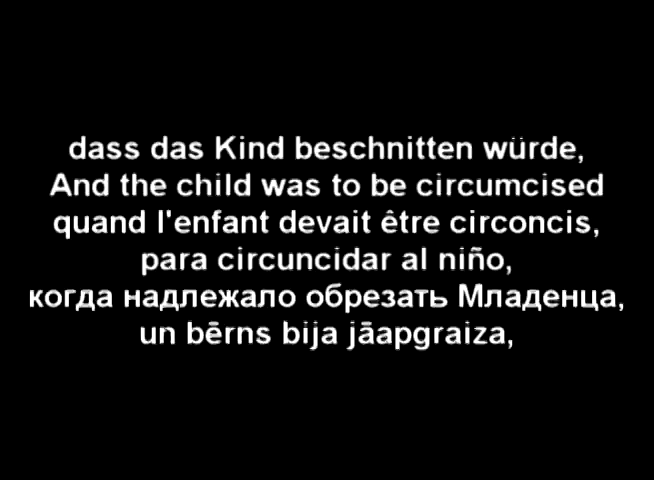 dass das Kind beschnitten würde,
And the child was to be circumcised
quand l'enfant devait être circoncis,
para circuncidar al niño,
когда надлежало обрезать Младенца,
un bērns bija jāapgraiza,